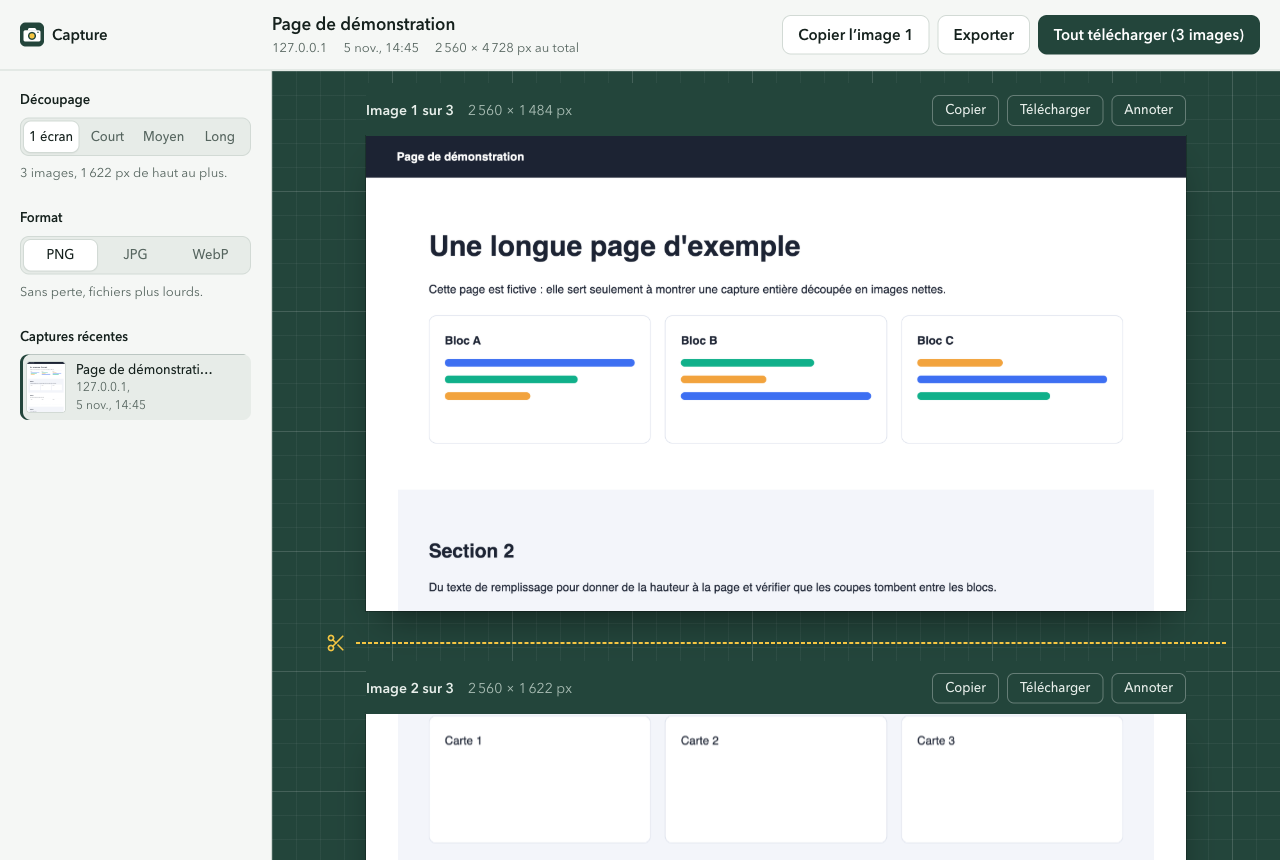 Capture
Page de démonstration
127.0.0.1 5 nov., 14:45 2 560 × 4 728 px au total
Copier l’image 1
Exporter
Tout télécharger (3 images)
Découpage
1 écran Court Moyen Long
3 images, 1 622 px de haut au plus.
Format
PNG JPG WebP
Sans perte, fichiers plus lourds.
Captures récentes
Page de démonstrati…
127.0.0.1,
5 nov., 14:45
Image 1 sur 3 2 560 × 1 484 px
Copier Télécharger Annoter
Page de démonstration
Une longue page d'exemple
Cette page est fictive : elle sert seulement à montrer une capture entière découpée en images nettes.
Bloc A Bloc B Bloc C
Section 2
Du texte de remplissage pour donner de la hauteur à la page et vérifier que les coupes tombent entre les blocs.
Image 2 sur 3 2 560 × 1 622 px
Copier Télécharger Annoter
Carte 1 Carte 2 Carte 3